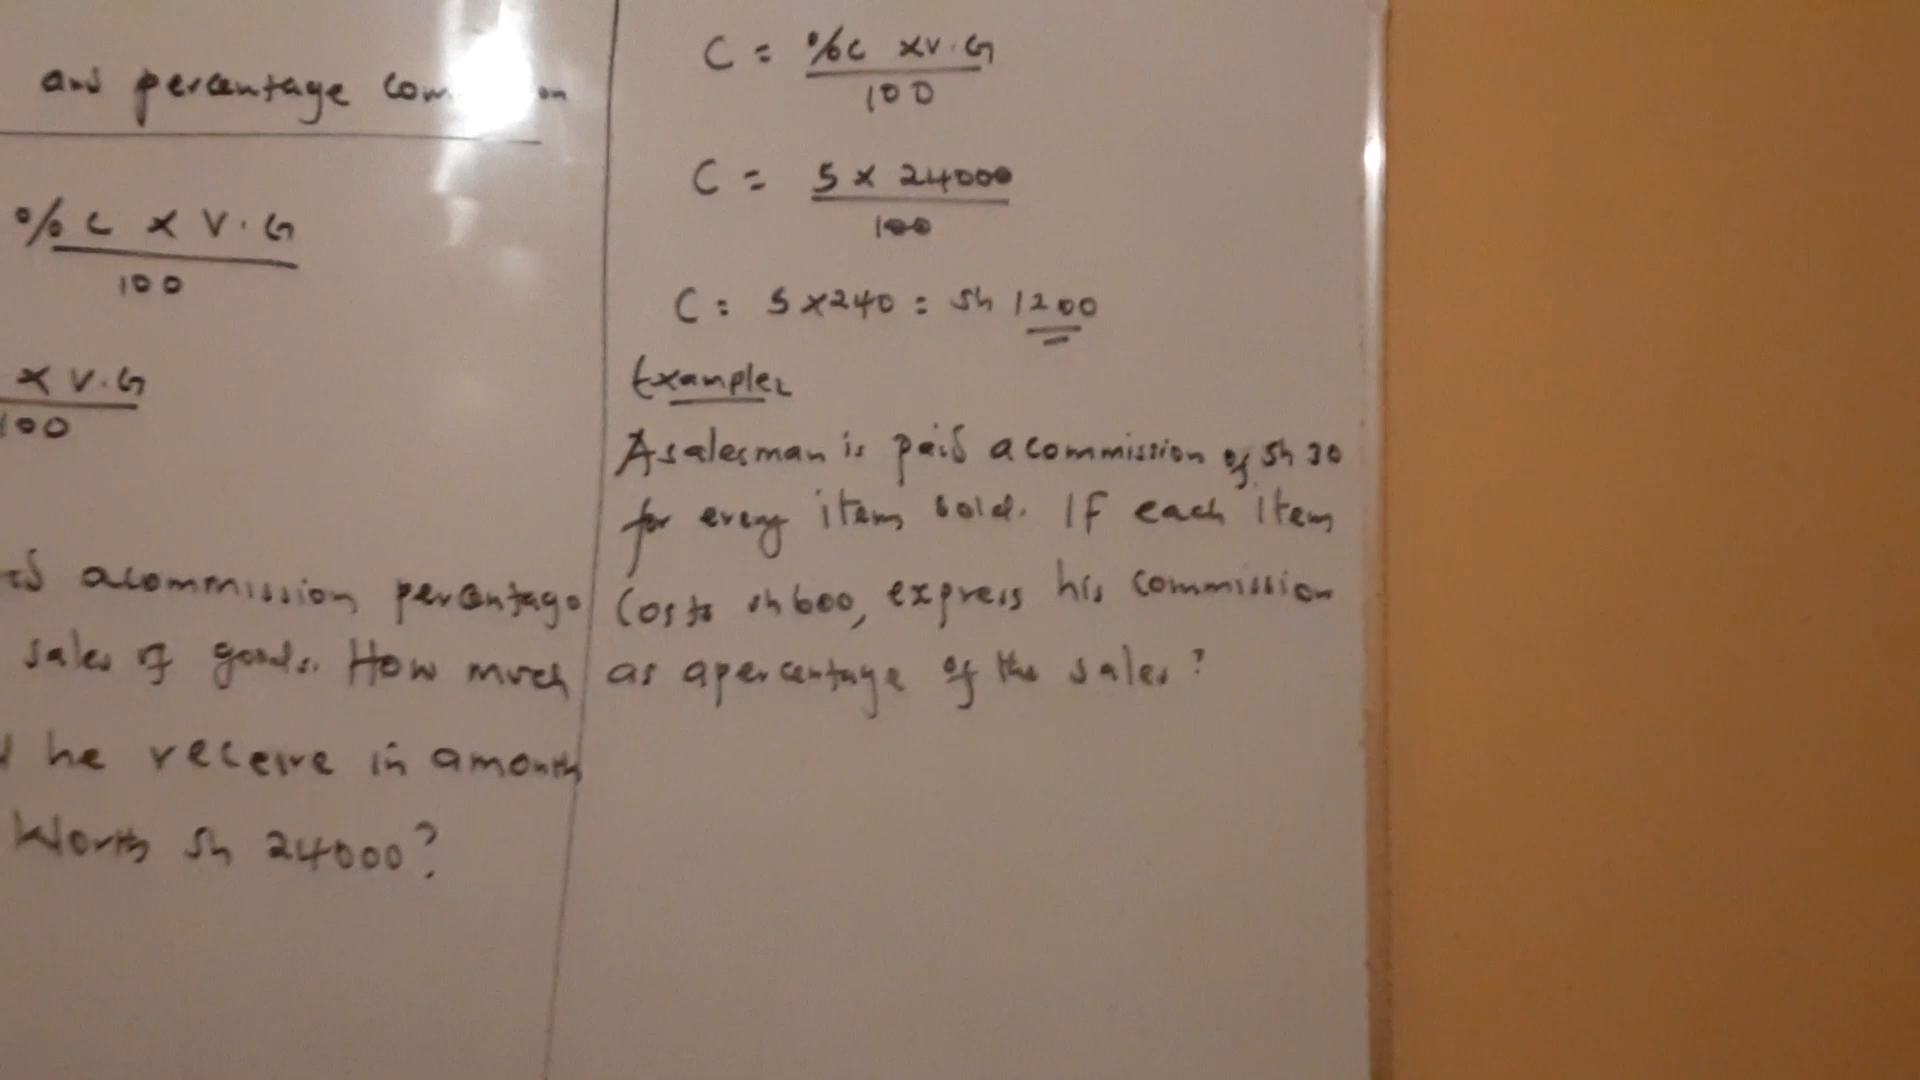 and percentage com on
% C x V.G
100
x V.G
100
acommission percentage
sales of goods. How much
he receive in amonth
Worth sh 24000?
C = %C x V.G
100
C = 5 x 24000
100
C = 5 x 240 = Sh 1200
Example2
A salesman is paid a commission of Sh 30
for every item sold. If each item
Costs sh 600, express his commission
as apercentage of the sales?